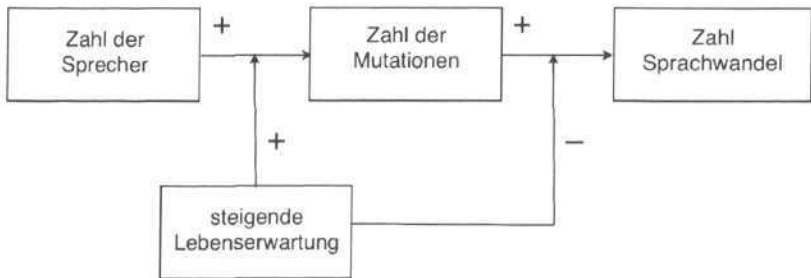 Zahl der
Sprecher
+
Zahl der
Mutationen
+
Zahl
Sprachwandel
+
−
steigende
Lebenserwartung